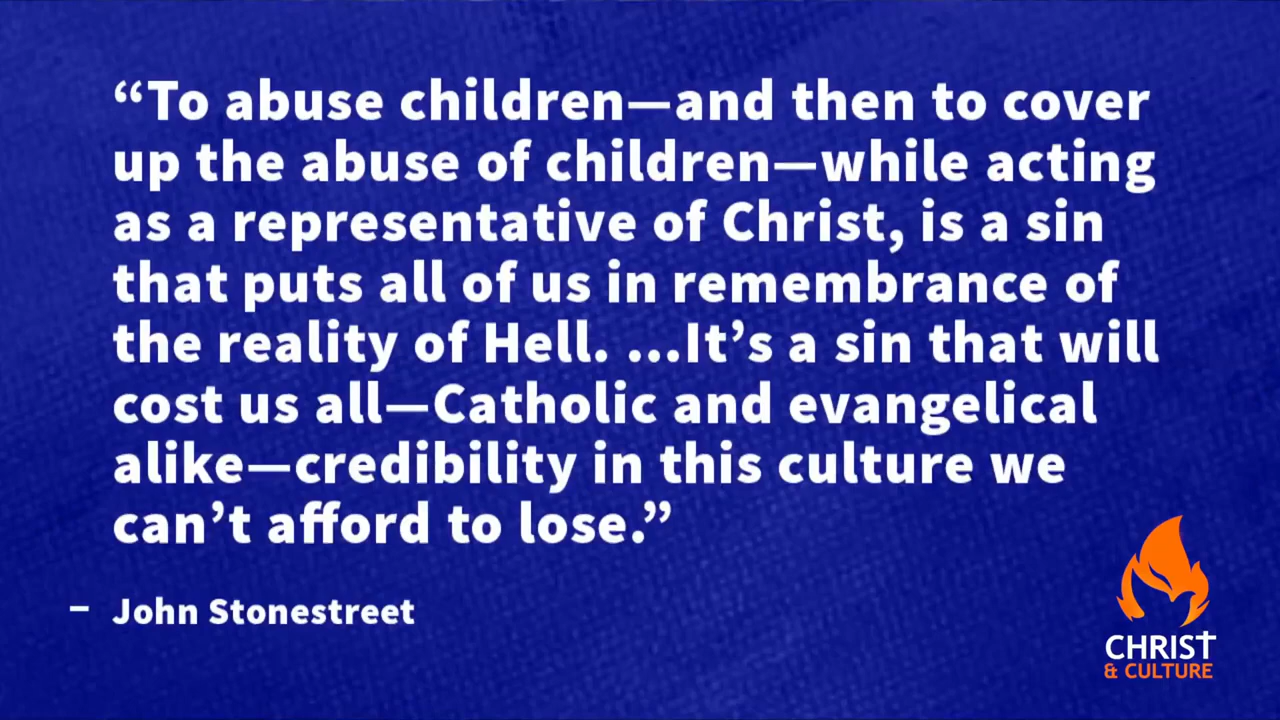 “To abuse children—and then to cover
up the abuse of children—while acting
as a representative of Christ, is a sin
that puts all of us in remembrance of
the reality of Hell. ...It’s a sin that will
cost us all—Catholic and evangelical
alike—credibility in this culture we
can’t afford to lose.”
– John Stonestreet
CHRIST
& CULTURE